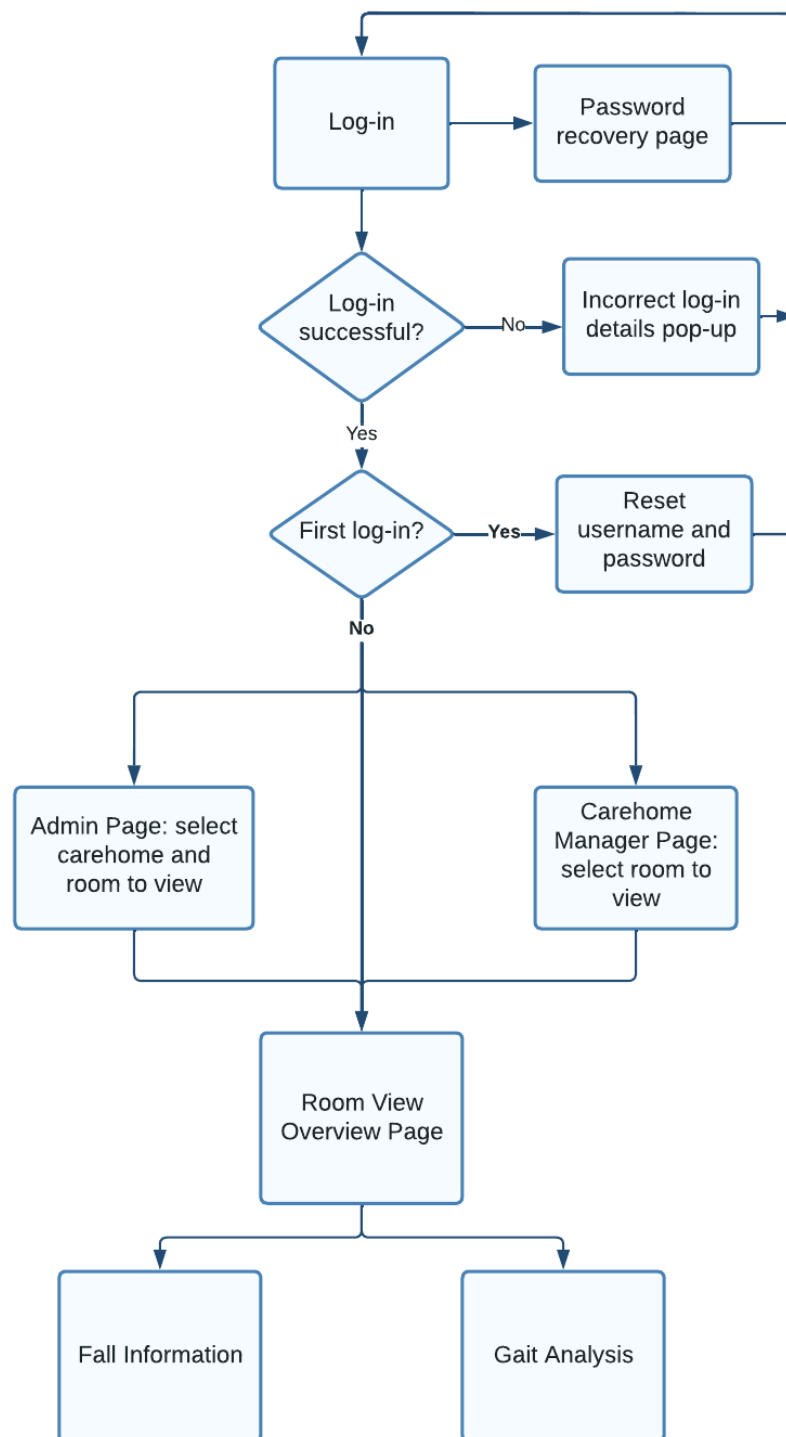 Log-in
Password
recovery page
Log-in
successful?
No
Incorrect log-in
details pop-up
Yes
First log-in?
Yes
Reset
username and
password
No
Admin Page: select
carehome and
room to view
Carehome
Manager Page:
select room to
view
Room View
Overview Page
Fall Information
Gait Analysis